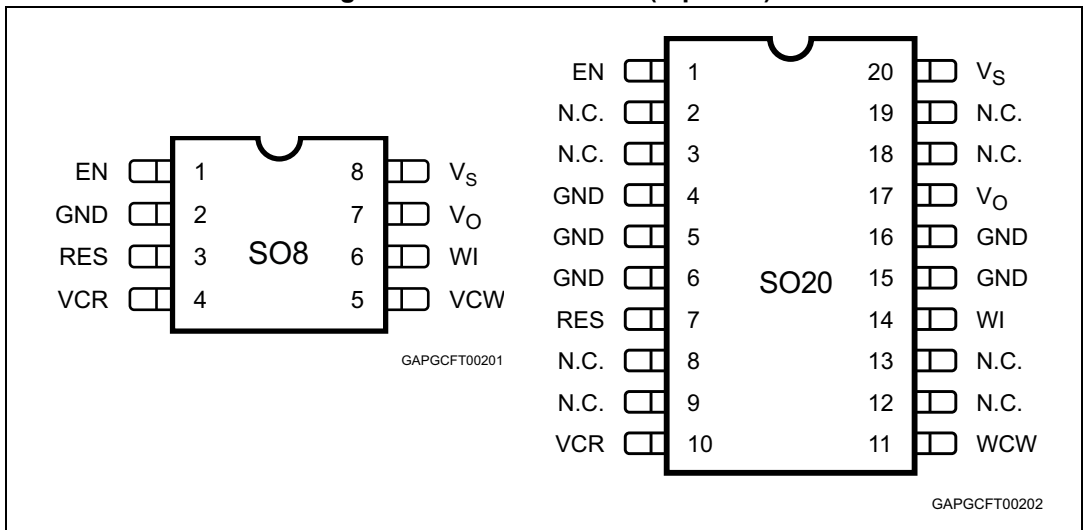 EN 1 8 VS
GND 2 7 VO
RES 3 SO8 6 WI
VCR 4 5 VCW
GAPGCFT00201
EN 1 20 VS
N.C. 2 19 N.C.
N.C. 3 18 N.C.
GND 4 17 VO
GND 5 16 GND
GND 6 SO20 15 GND
RES 7 14 WI
N.C. 8 13 N.C.
N.C. 9 12 N.C.
VCR 10 11 WCW
GAPGCFT00202